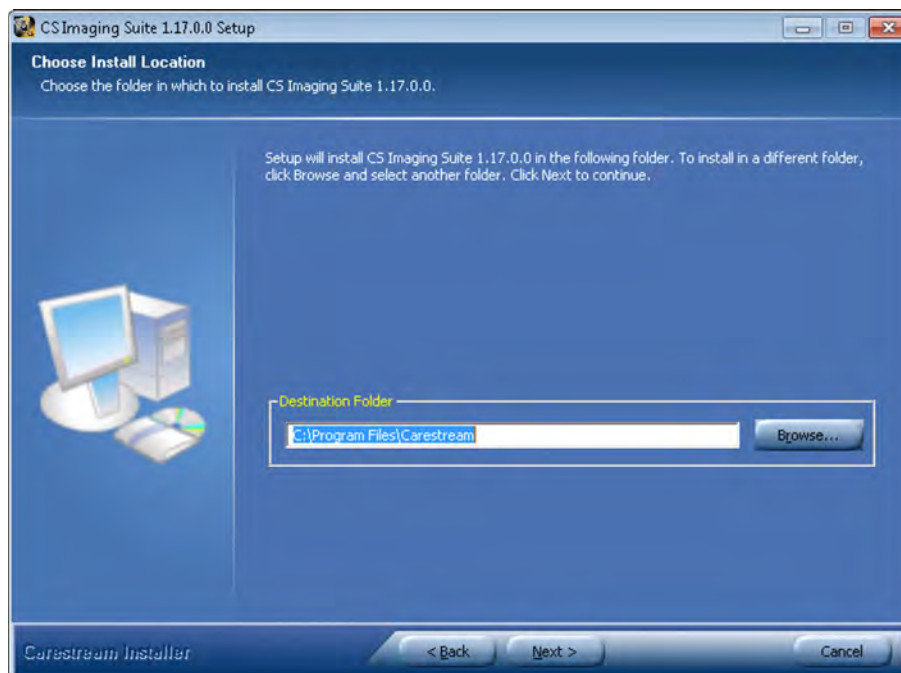 CS Imaging Suite 1.17.0.0 Setup
Choose Install Location
Choose the folder in which to install CS Imaging Suite 1.17.0.0.
Setup will install CS Imaging Suite 1.17.0.0 in the following folder. To install in a different folder,
click Browse and select another folder. Click Next to continue.
Destination Folder
C:\Program Files\Carestream
Browse...
Carestream Installer
< Back
Next >
Cancel